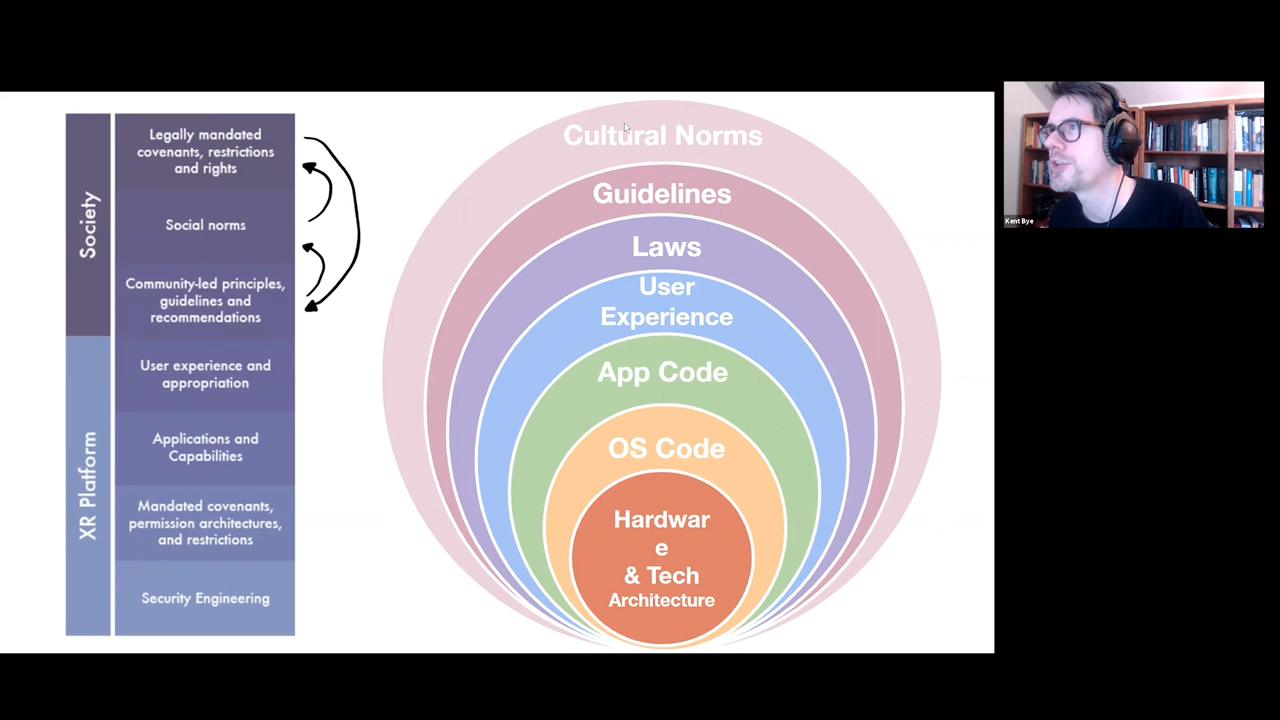 Society
Legally mandated
covenants, restrictions
and rights
Social norms
Community-led principles,
guidelines and
recommendations
XR Platform
User experience and
appropriation
Applications and
Capabilities
Mandated covenants,
permission architectures,
and restrictions
Security Engineering
Cultural Norms
Guidelines
Laws
User
Experience
App Code
OS Code
Hardwar
e
& Tech
Architecture
Kent Bye